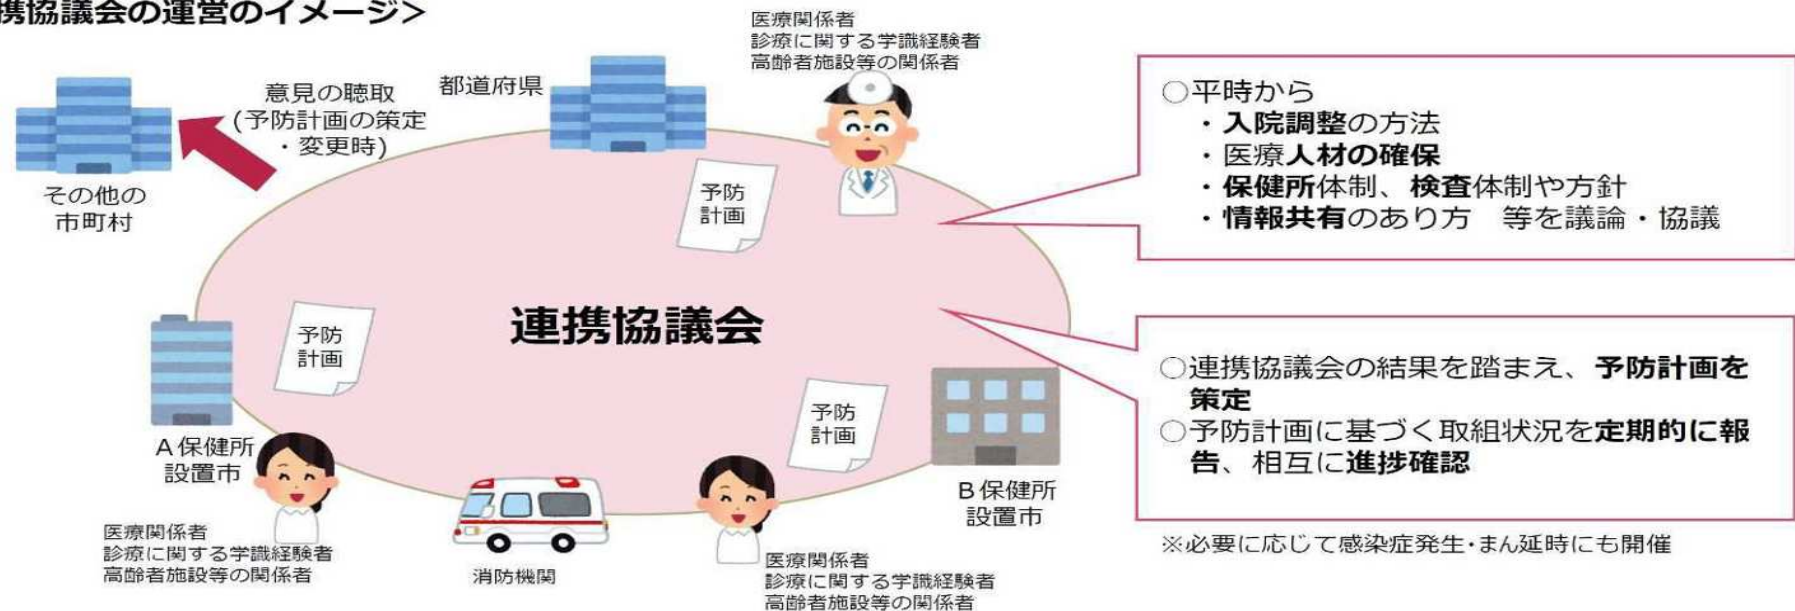 携協議会の運営のイメージ>
医療関係者
診療に関する学識経験者
高齢者施設等の関係者
都道府県
意見の聴取
(予防計画の策定
・変更時)
その他の
市町村
予防
計画
○平時から
・入院調整の方法
・医療人材の確保
・保健所体制、検査体制や方針
・情報共有のあり方　等を議論・協議
連携協議会
予防
計画
予防
計画
○連携協議会の結果を踏まえ、予防計画を
策定
○予防計画に基づく取組状況を定期的に報
告、相互に進捗確認
A保健所
設置市
B保健所
設置市
医療関係者
診療に関する学識経験者
高齢者施設等の関係者
消防機関
医療関係者
診療に関する学識経験者
高齢者施設等の関係者
※必要に応じて感染症発生・まん延時にも開催